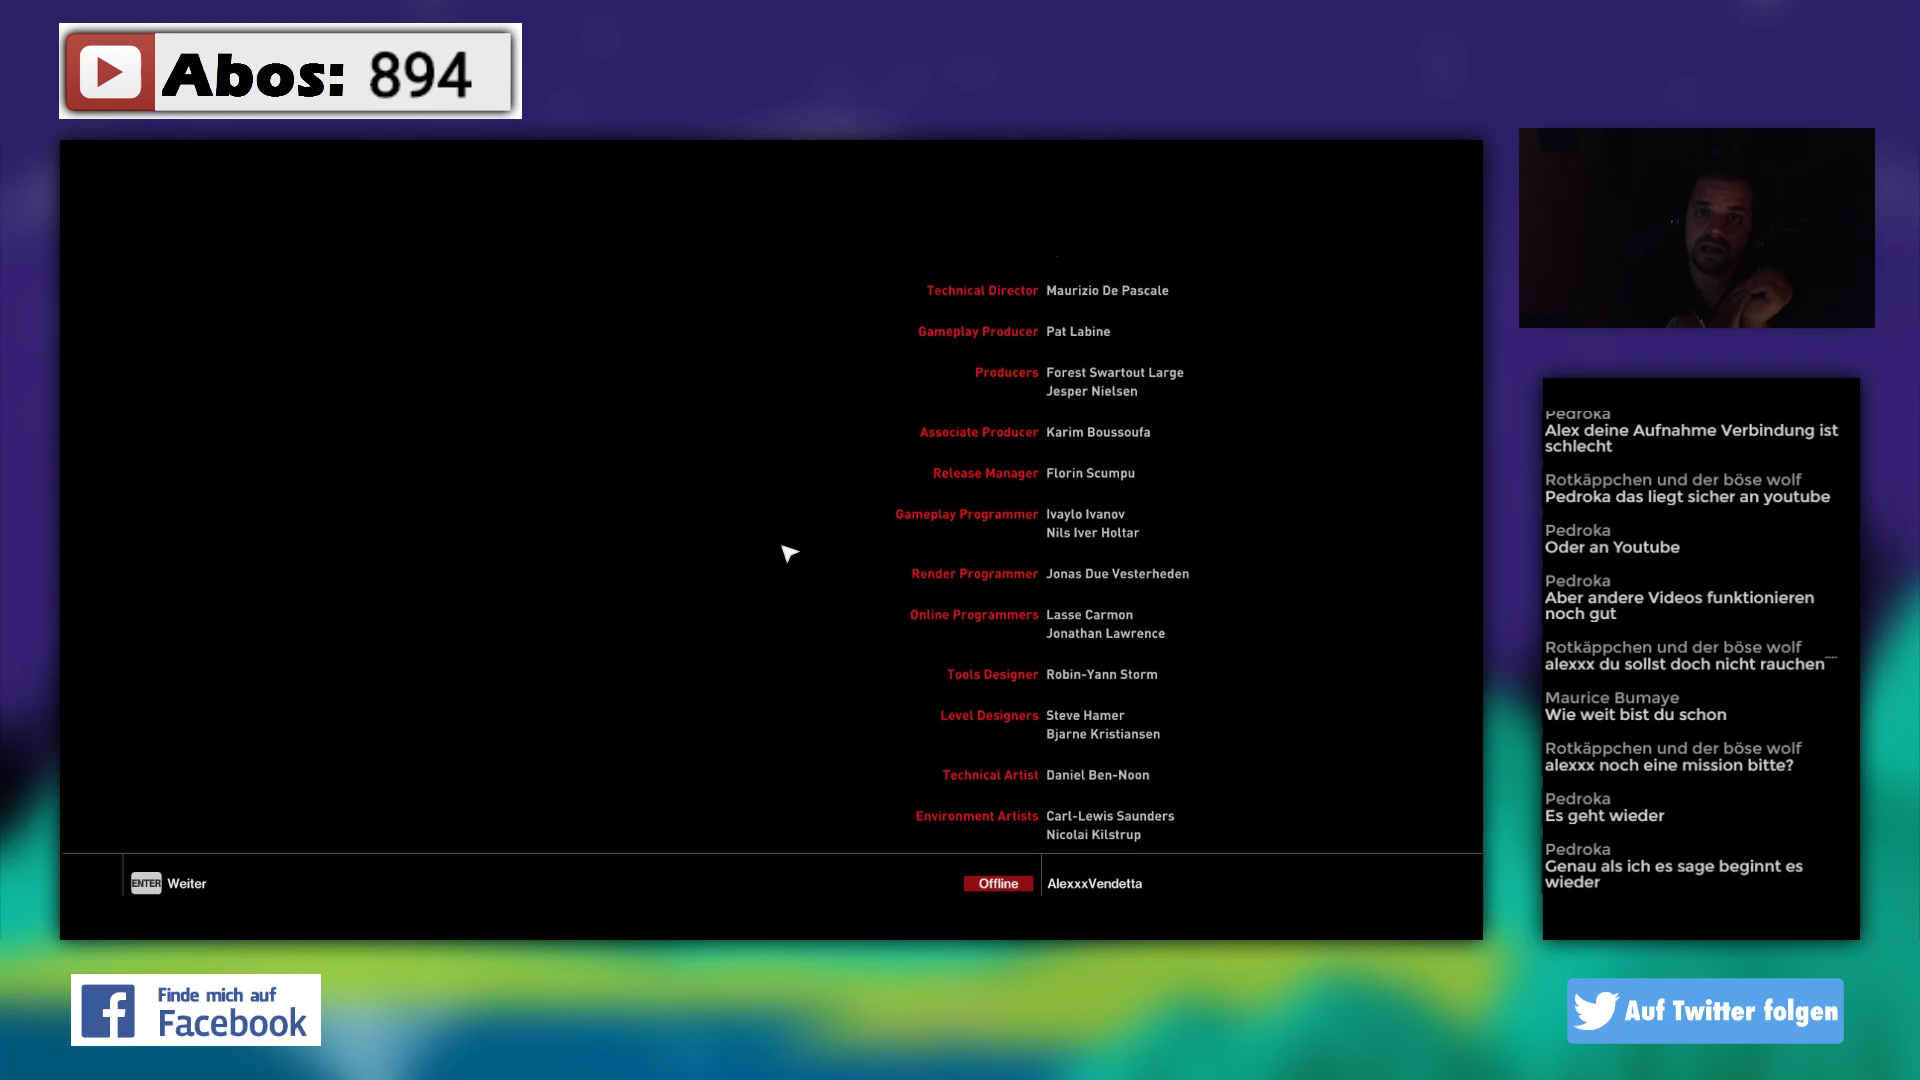 Abos: 894
Technical Director Maurizio De Pascale
Gameplay Producer Pat Labine
Producers Forest Swartout Large
Jesper Nielsen
Associate Producer Karim Boussoufa
Release Manager Florin Scumpu
Gameplay Programmer Ivaylo Ivanov
Nils Iver Holtar
Render Programmer Jonas Due Vesterheden
Online Programmers Lasse Carmon
Jonathan Lawrence
Tools Designer Robin-Yann Storm
Level Designers Steve Hamer
Bjarne Kristiansen
Technical Artist Daniel Ben-Noon
Environment Artists Carl-Lewis Saunders
Nicolai Kilstrup
ENTER Weiter
Offline AlexxxVendetta
Pedroka
Alex deine Aufnahme Verbindung ist
schlecht
Rotkäppchen und der böse wolf
Pedroka das liegt sicher an youtube
Pedroka
Oder an Youtube
Pedroka
Aber andere Videos funktionieren
noch gut
Rotkäppchen und der böse wolf
alexxx du sollst doch nicht rauchen
Maurice Bumaye
Wie weit bist du schon
Rotkäppchen und der böse wolf
alexxx noch eine mission bitte?
Pedroka
Es geht wieder
Pedroka
Genau als ich es sage beginnt es
wieder
Finde mich auf
Facebook
Auf Twitter folgen